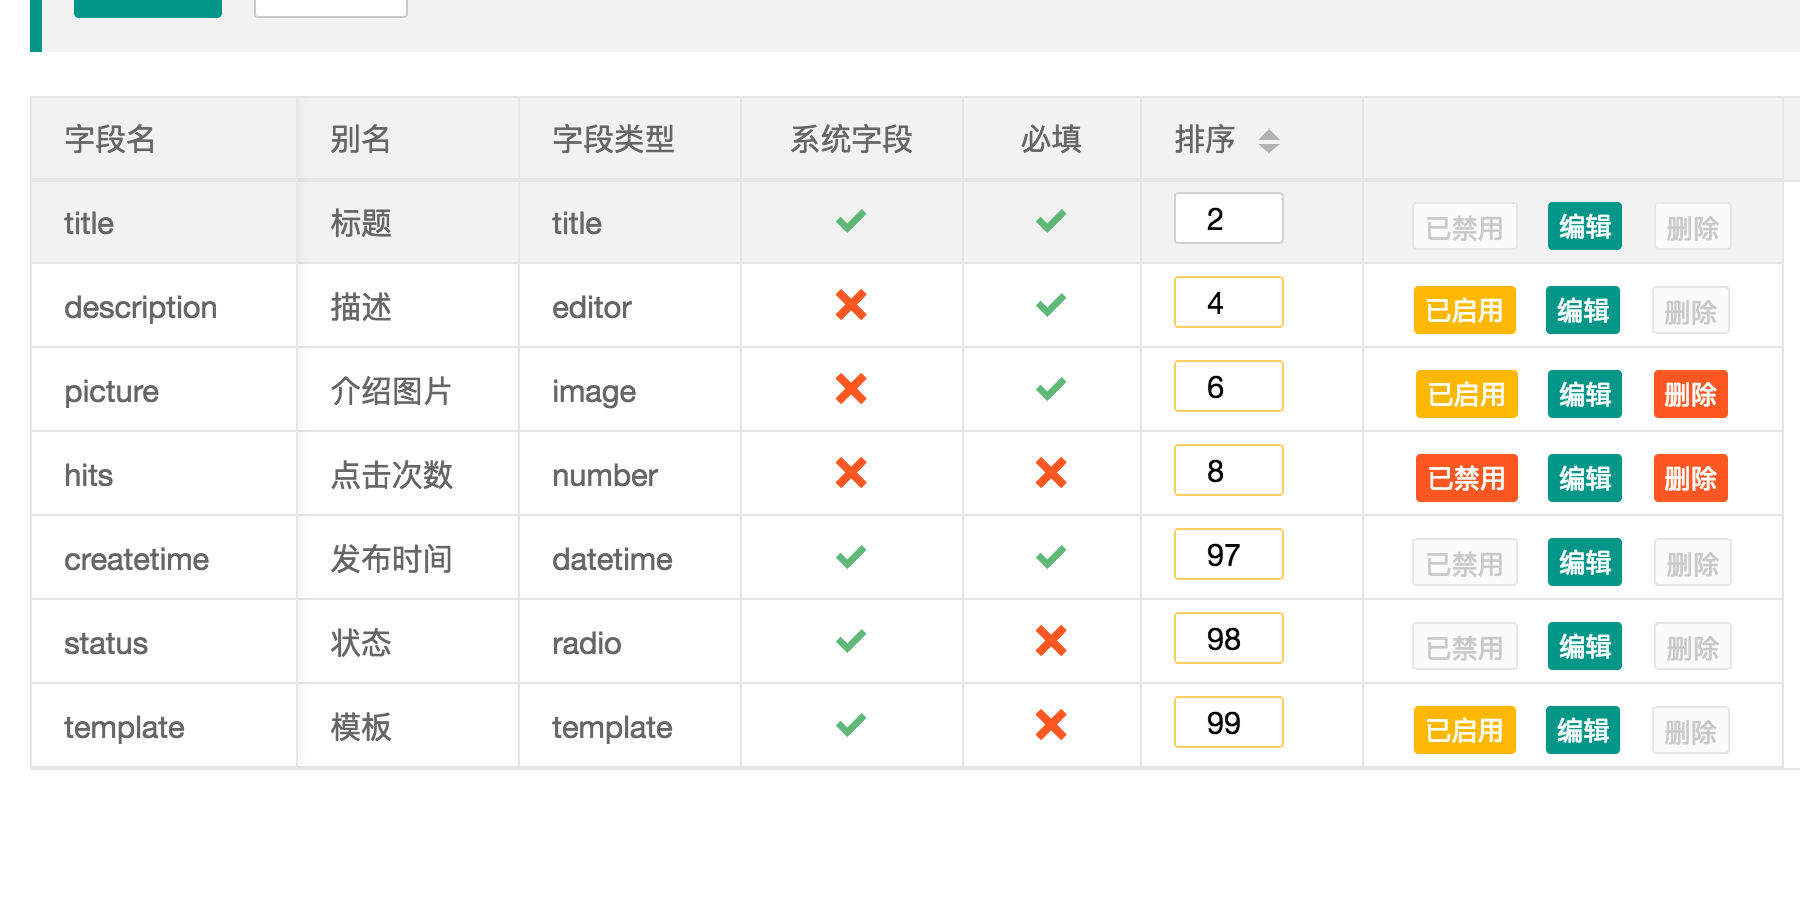 字段名 别名 字段类型 系统字段 必填 排序
title 标题 title 2 已禁用 编辑 删除
description 描述 editor 4 已启用 编辑 删除
picture 介绍图片 image 6 已启用 编辑 删除
hits 点击次数 number 8 已禁用 编辑 删除
createtime 发布时间 datetime 97 已禁用 编辑 删除
status 状态 radio 98 已禁用 编辑 删除
template 模板 template 99 已启用 编辑 删除